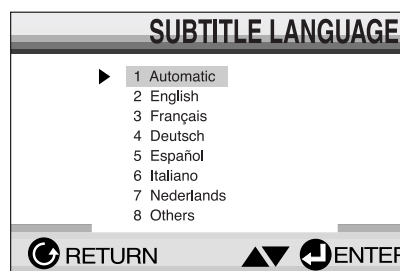 SUBTITLE LANGUAGE
1 Automatic
2 English
3 Français
4 Deutsch
5 Español
6 Italiano
7 Nederlands
8 Others
RETURN ENTER